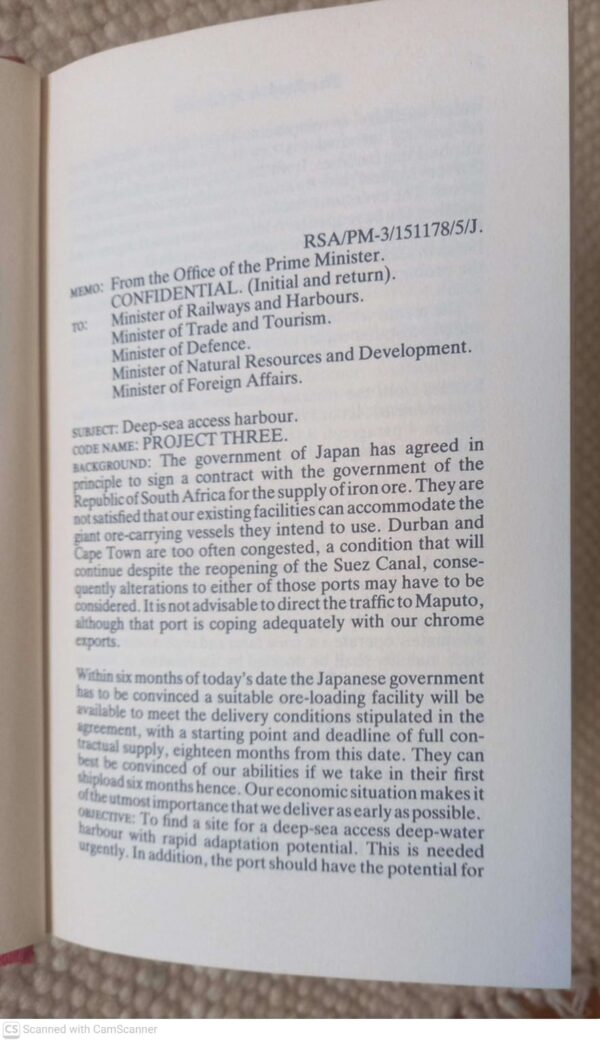 RSA/PM-3/151178/5/J.
MEMO: From the Office of the Prime Minister.
CONFIDENTIAL. (Initial and return).
TO: Minister of Railways and Harbours.
Minister of Trade and Tourism.
Minister of Defence.
Minister of Natural Resources and Development.
Minister of Foreign Affairs.
SUBJECT: Deep-sea access harbour.
CODE NAME: PROJECT THREE.
BACKGROUND: The government of Japan has agreed in
principle to sign a contract with the government of the
Republic of South Africa for the supply of iron ore. They are
not satisfied that our existing facilities can accommodate the
giant ore-carrying vessels they intend to use. Durban and
Cape Town are too often congested, a condition that will
continue despite the reopening of the Suez Canal, conse-
quently alterations to either of those ports may have to be
considered. It is not advisable to direct the traffic to Maputo,
although that port is coping adequately with our chrome
exports.
Within six months of today's date the Japanese government
has to be convinced a suitable ore-loading facility will be
available to meet the delivery conditions stipulated in the
agreement, with a starting point and deadline of full con-
tractual supply, eighteen months from this date. They can
best be convinced of our abilities if we take in their first
shipload six months hence. Our economic situation makes it
of the utmost importance that we deliver as early as possible.
OBJECTIVE: To find a site for a deep-sea access deep-water
harbour with rapid adaptation potential. This is needed
urgently. In addition, the port should have the potential for
CS Scanned with CamScanner